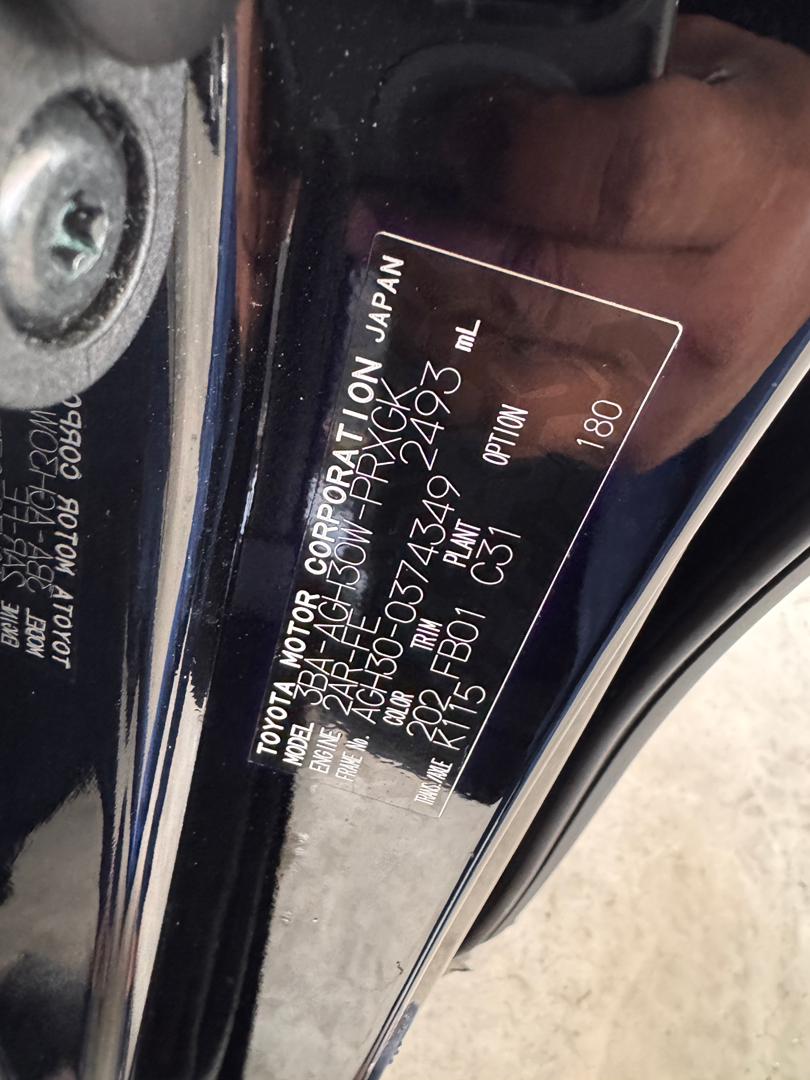 TOYOTA MOTOR CORPORATION JAPAN
MODEL 3BA-AGH30W-PRXGK
ENGINE 2AR-FE 2493 mL
FRAME No. AGH30-0374349
COLOR TRIM PLANT OPTION
202 FB01 C31
TRANS./AXLE K115 180